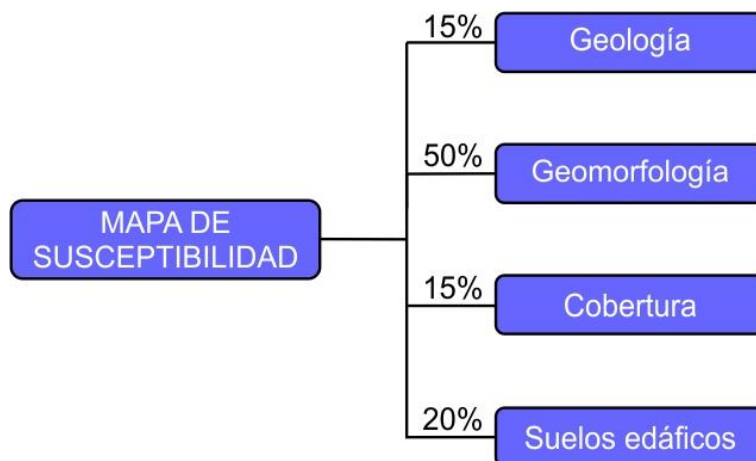 15%
Geología
50%
Geomorfología
MAPA DE
SUSCEPTIBILIDAD
15%
Cobertura
20%
Suelos edáficos